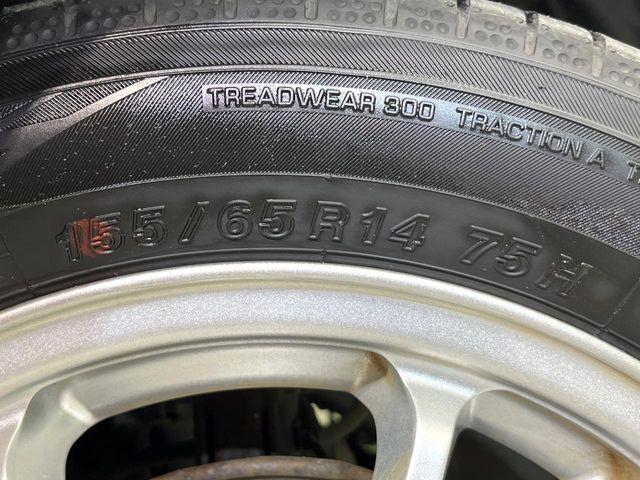 TREADWEAR 300 TRACTION A T
155/65R14 75H